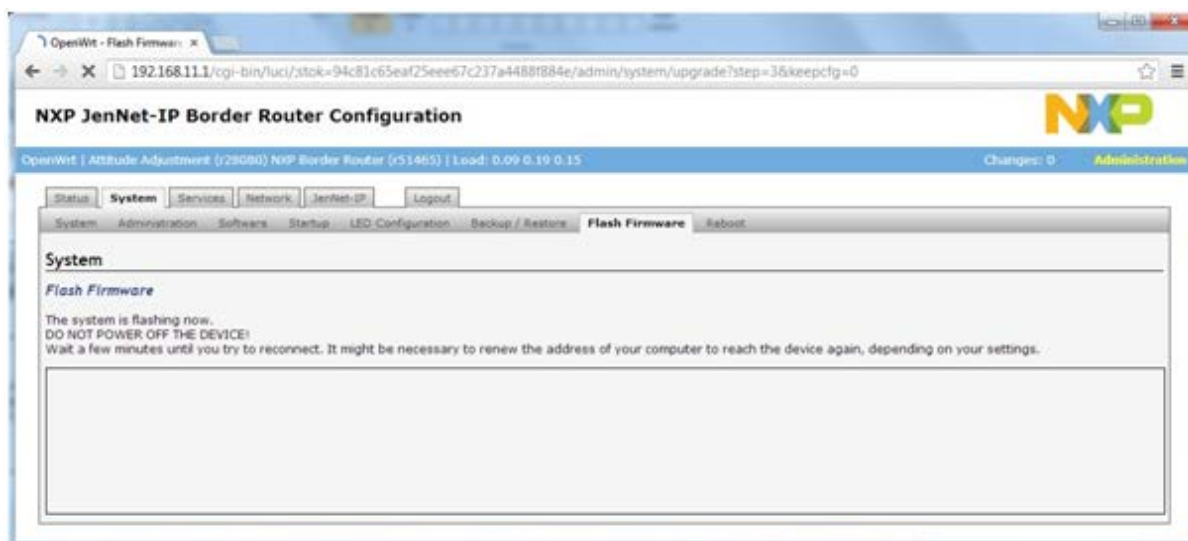 OpenWrt - Flash Firmware
192.168.11.1/cgi-bin/luci/;stok=94c81c65eaf25eee67c237a4488f884e/admin/system/upgrade?step=3&keepcfg=0
NXP JenNet-IP Border Router Configuration
NXP
OpenWrt | Attitude Adjustment (r28080) NXP Border Router (r51465) | Load: 0.09 0.19 0.15 Changes: 0 Administration
Status System Services Network JenNet-IP Logout
System Administration Software Startup LED Configuration Backup / Restore Flash Firmware Reboot
System
Flash Firmware
The system is flashing now.
DO NOT POWER OFF THE DEVICE!
Wait a few minutes until you try to reconnect. It might be necessary to renew the address of your computer to reach the device again, depending on your settings.